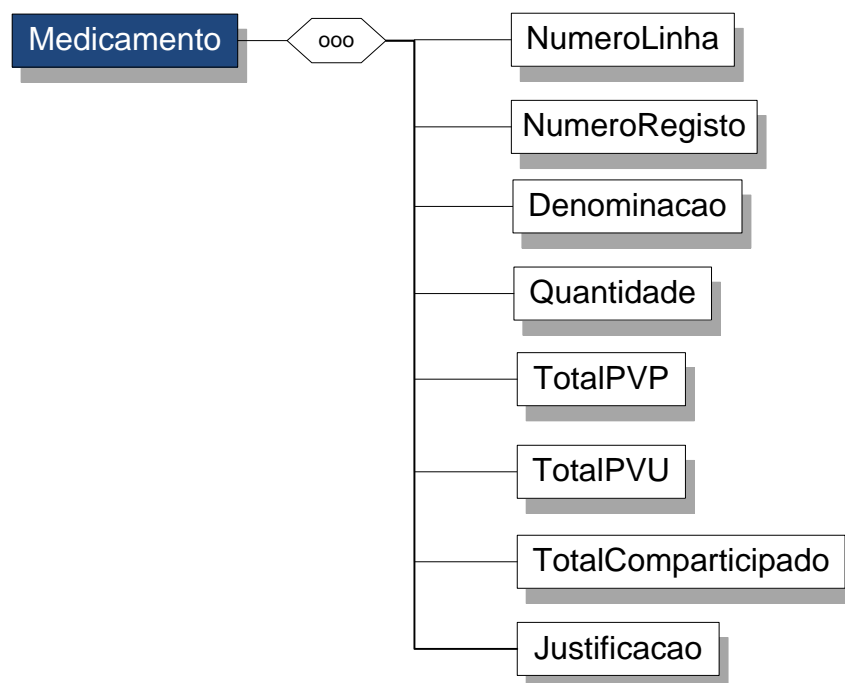 Medicamento
ooo
NumeroLinha
NumeroRegisto
Denominacao
Quantidade
TotalPVP
TotalPVU
TotalComparticipado
Justificacao